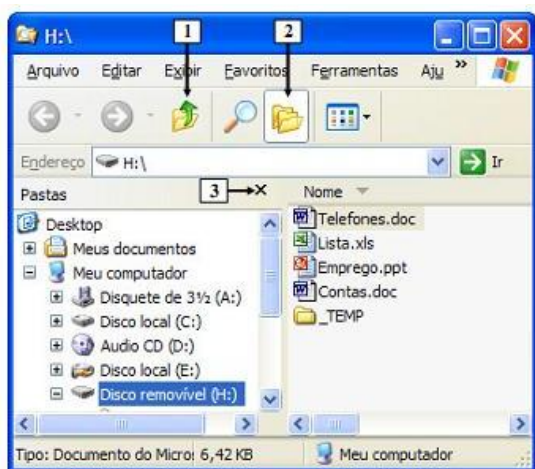 H:\
1
2
Arquivo Editar Exibir Favoritos Ferramentas Aju »
Endereço H:\ Ir
Pastas 3 Nome
Desktop
Meus documentos
Meu computador
Disquete de 3½ (A:)
Disco local (C:)
Audio CD (D:)
Disco local (E:)
Disco removível (H:)
Telefones.doc
Lista.xls
Emprego.ppt
Contas.doc
_TEMP
Tipo: Documento do Micro 6,42 KB Meu computador